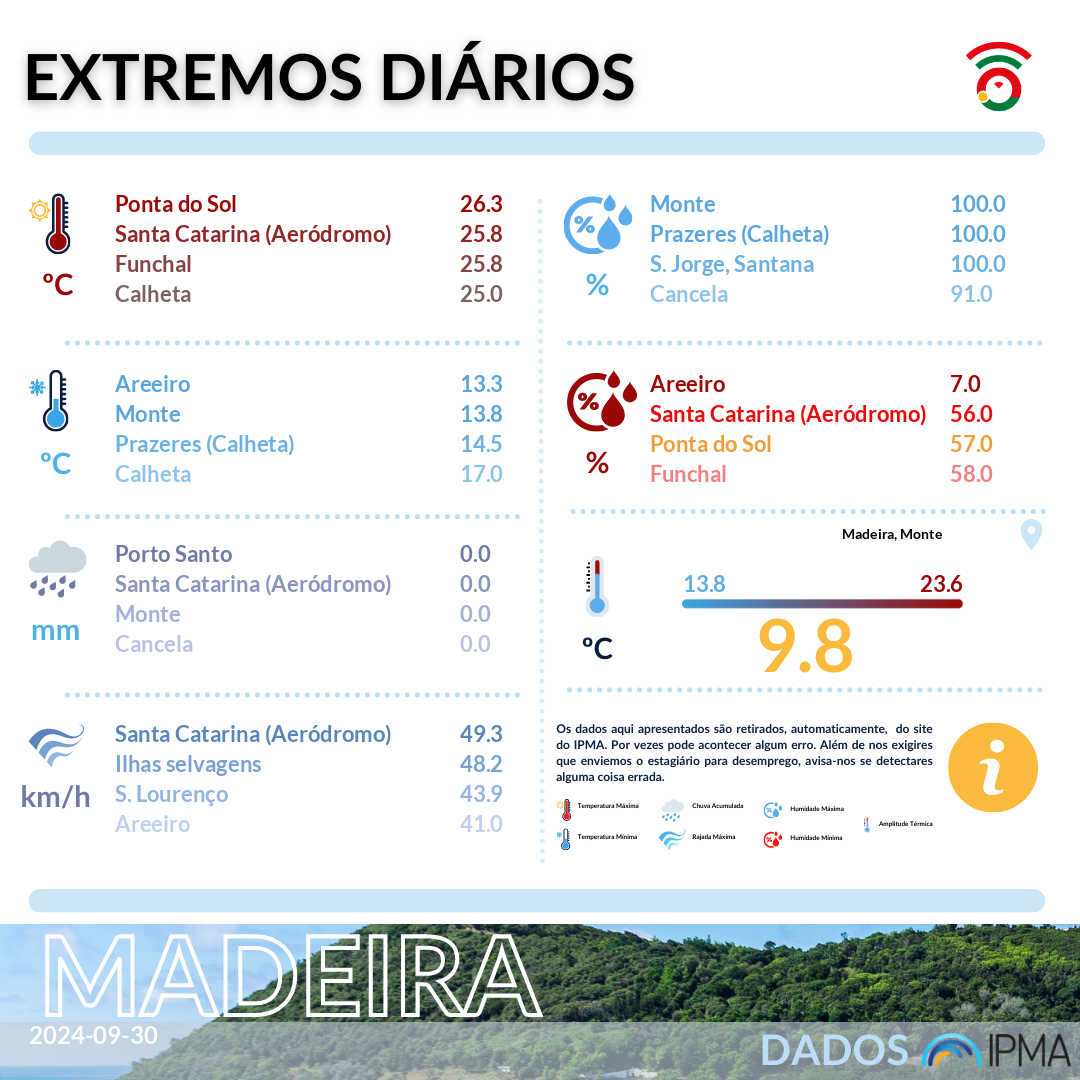 EXTREMOS DIÁRIOS
Ponta do Sol 26.3
Santa Catarina (Aeródromo) 25.8
Funchal 25.8
Calheta 25.0
ºC
Areeiro 13.3
Monte 13.8
Prazeres (Calheta) 14.5
Calheta 17.0
ºC
Porto Santo 0.0
Santa Catarina (Aeródromo) 0.0
Monte 0.0
Cancela 0.0
mm
Santa Catarina (Aeródromo) 49.3
Ilhas selvagens 48.2
S. Lourenço 43.9
Areeiro 41.0
km/h
%
Monte 100.0
Prazeres (Calheta) 100.0
S. Jorge, Santana 100.0
Cancela 91.0
%
%
Areeiro 7.0
Santa Catarina (Aeródromo) 56.0
Ponta do Sol 57.0
Funchal 58.0
%
Madeira, Monte
13.8 23.6
9.8
ºC
Os dados aqui apresentados são retirados, automaticamente, do site
do IPMA. Por vezes pode acontecer algum erro. Além de nos exigires
que enviemos o estagiário para desemprego, avisa-nos se detectares
alguma coisa errada.
i
Temperatura Máxima
Chuva Acumulada
Humidade Máxima
Amplitude Térmica
Temperatura Mínima
Rajada Máxima
Humidade Mínima
MADEIRA
2024-09-30
DADOS IPMA